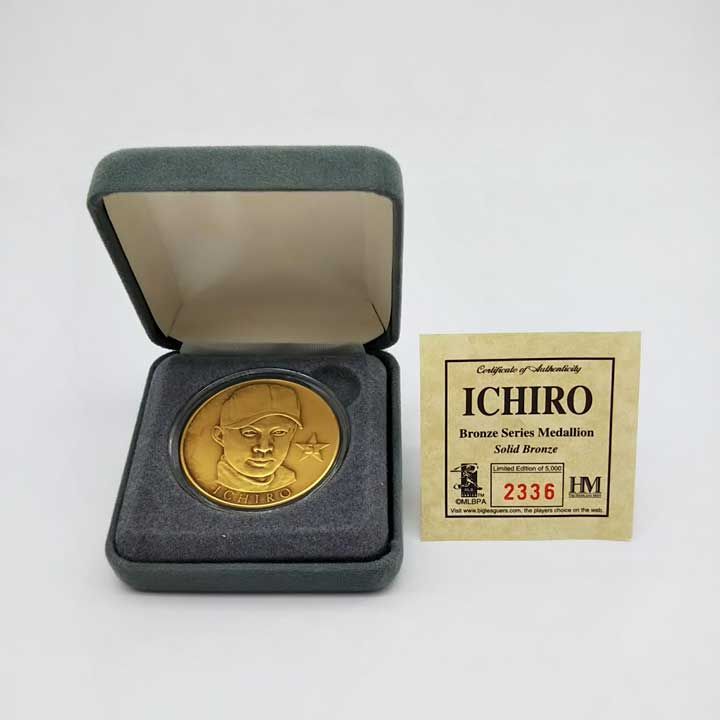 ICHIRO
Certificate of Authenticity
ICHIRO
Bronze Series Medallion
Solid Bronze
Limited Edition of 5,000
2336
HM
©MLBPA
Visit www.bigleaguers.com, the players choice on the web.